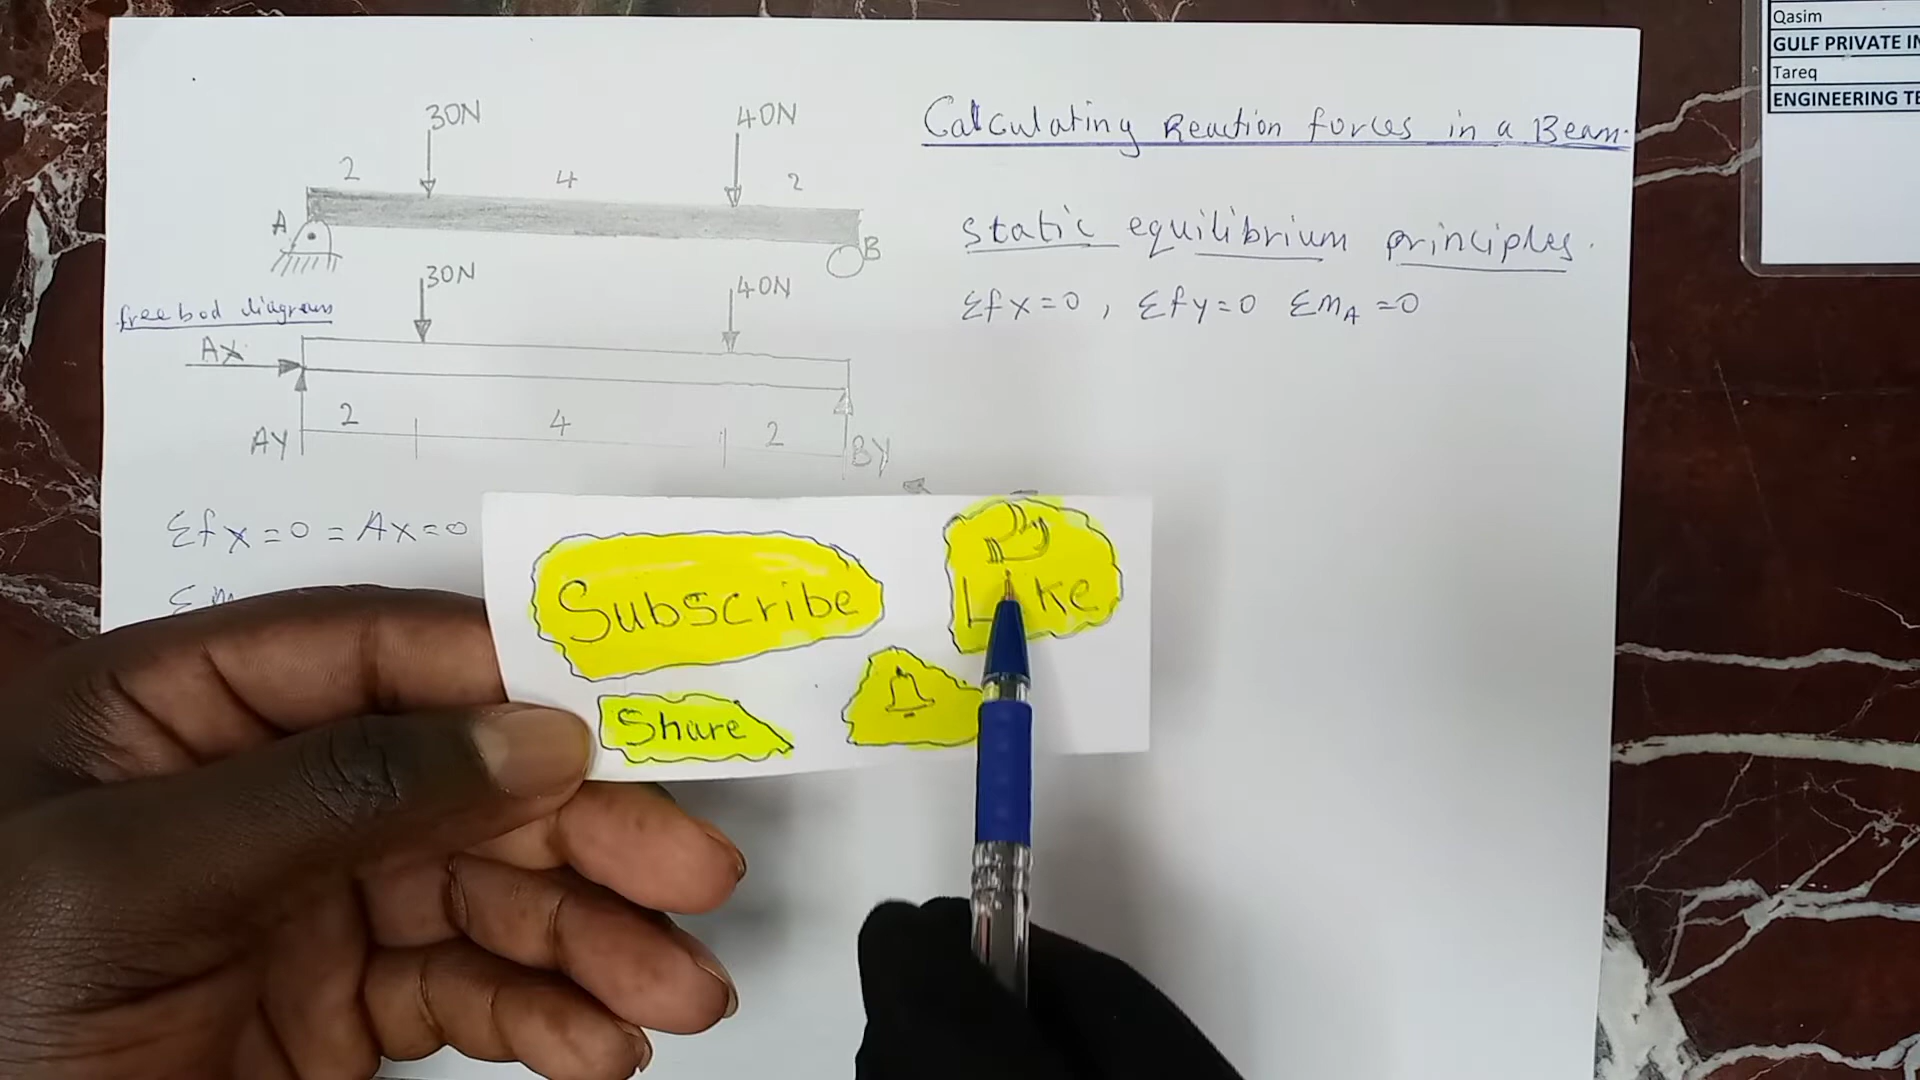 Qasim
GULF PRIVATE IN
Tareq
ENGINEERING TE
Calculating Reaction forces in a Beam.
30N
40N
2
4
2
A
B
static equilibrium principles.
Σfx=0, Σfy=0 ΣmA=0
free bod diagram
30N
40N
Ax
2
4
2
Ay
By
Σfx=0=Ax=0
Σm
Subscribe
Like
Share